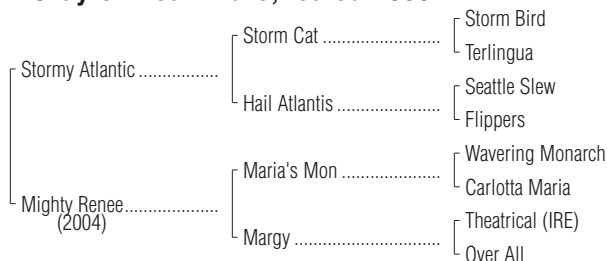 Storm Bird
Storm Cat ........................
Terlingua
Stormy Atlantic ..................
Seattle Slew
Hail Atlantis .....................
Flippers
Wavering Monarch
Maria's Mon ......................
Carlotta Maria
Mighty Renee.....................
(2004)
Theatrical (IRE)
Margy ................................
Over All